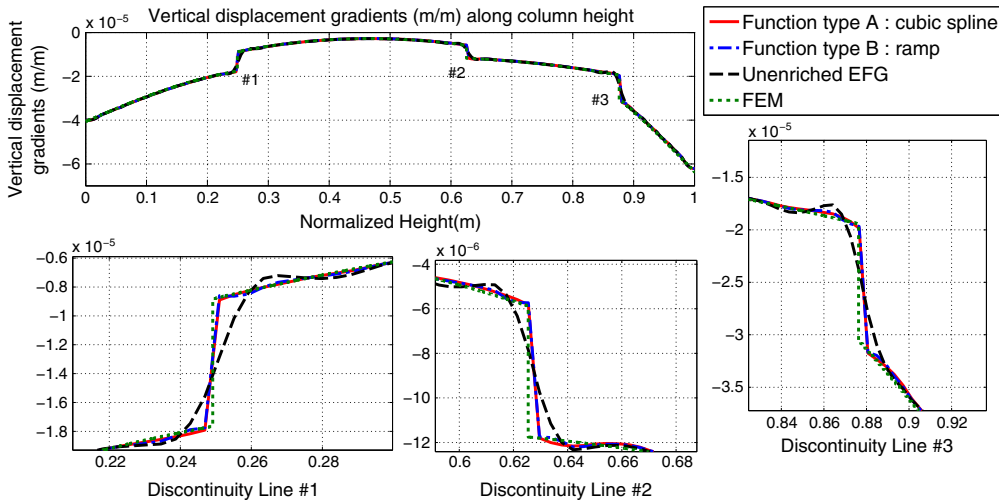 Vertical displacement gradients (m/m) along column height
x 10⁻⁵
Vertical displacement
gradients (m/m)
0
−2
−4
−6
#1
#2
#3
0 0.1 0.2 0.3 0.4 0.5 0.6 0.7 0.8 0.9 1
Normalized Height(m)
Function type A : cubic spline
Function type B : ramp
Unenriched EFG
FEM
x 10⁻⁵
−0.6
−0.8
−1
−1.2
−1.4
−1.6
−1.8
0.22 0.24 0.26 0.28
Discontinuity Line #1
x 10⁻⁶
−4
−6
−8
−10
−12
0.6 0.62 0.64 0.66 0.68
Discontinuity Line #2
x 10⁻⁵
−1.5
−2
−2.5
−3
−3.5
0.84 0.86 0.88 0.9 0.92
Discontinuity Line #3